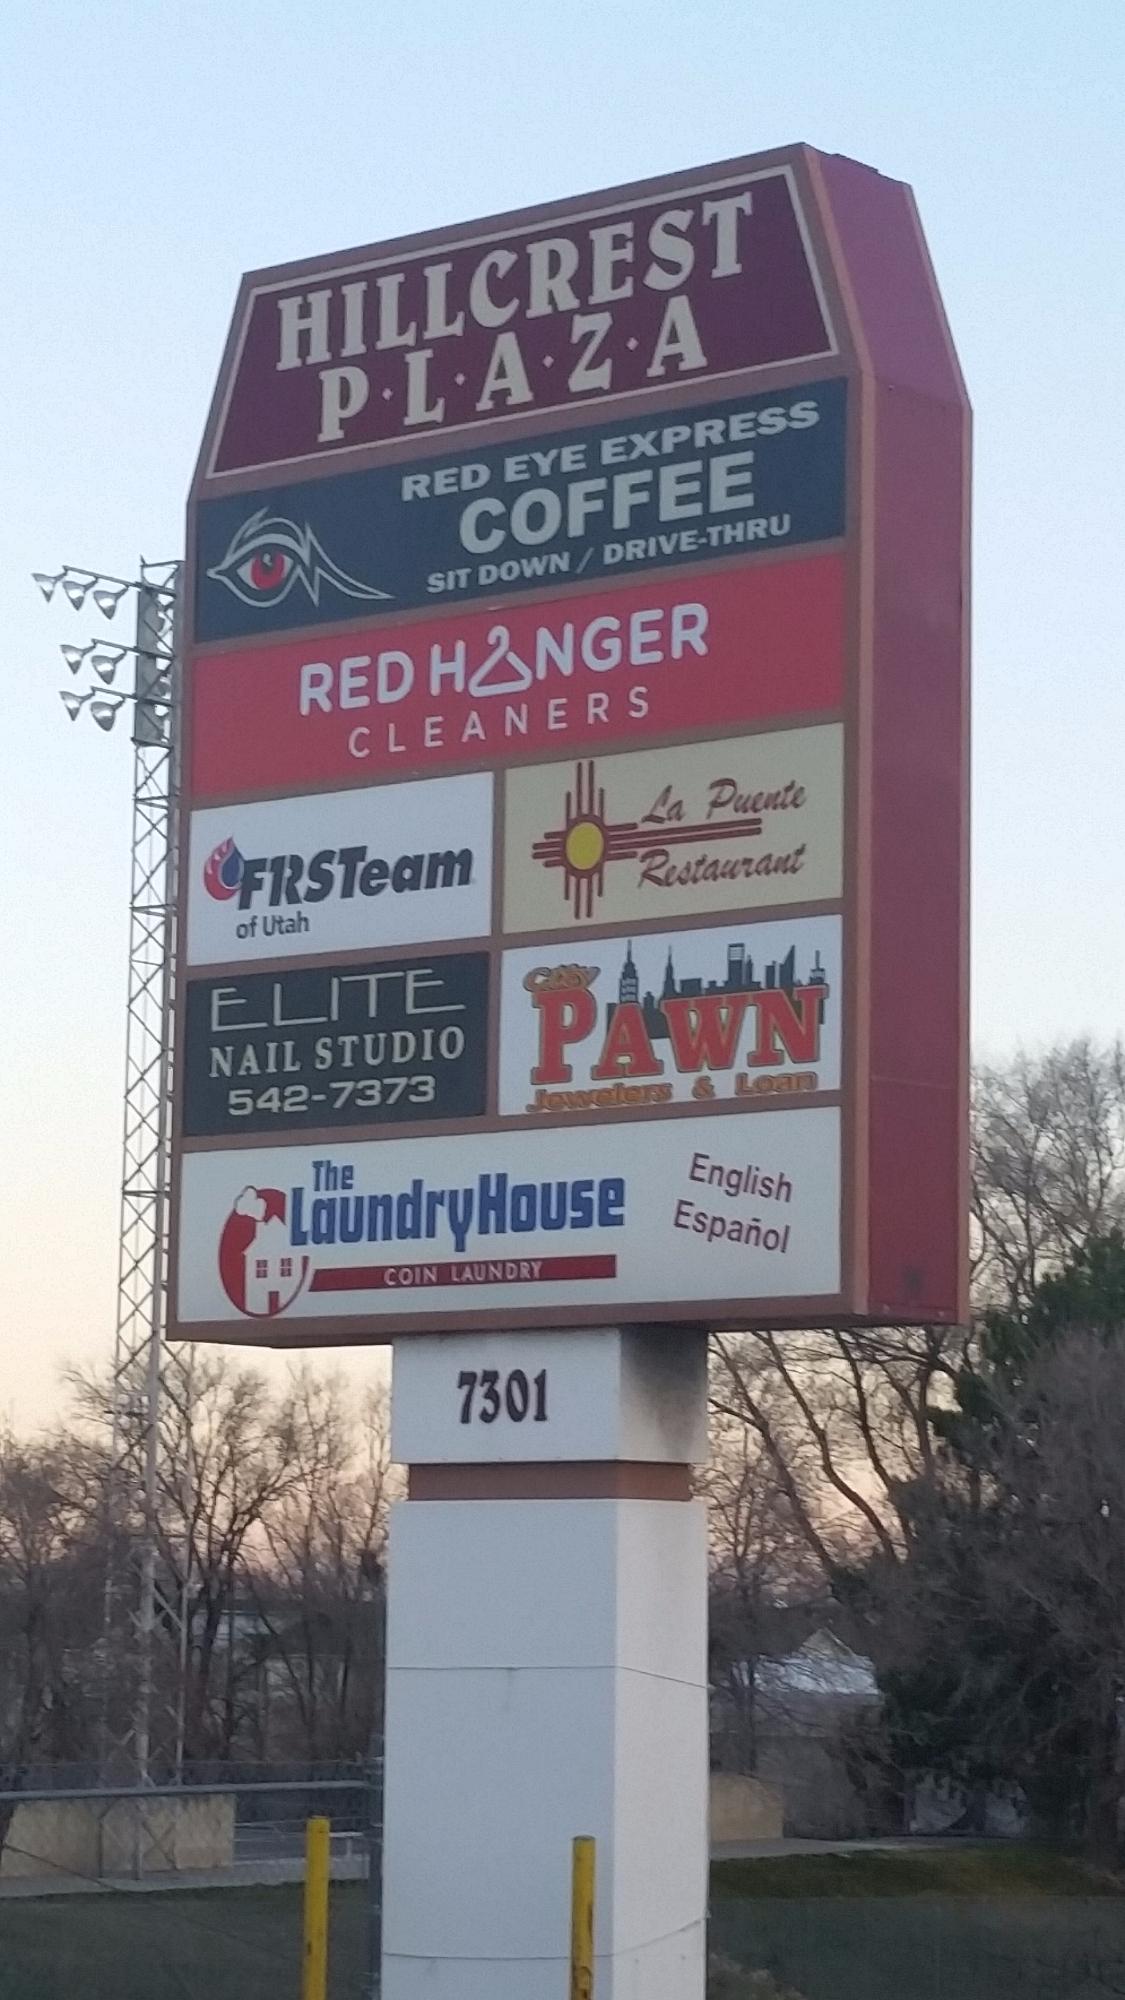 HILLCREST
P·L·A·Z·A
RED EYE EXPRESS
COFFEE
SIT DOWN / DRIVE-THRU
RED HANGER
CLEANERS
FRSTeam
of Utah
La Puente
Restaurant
ELITE
NAIL STUDIO
542-7373
City
PAWN
Jewelers & Loan
The
LaundryHouse
COIN LAUNDRY
English
Español
7301